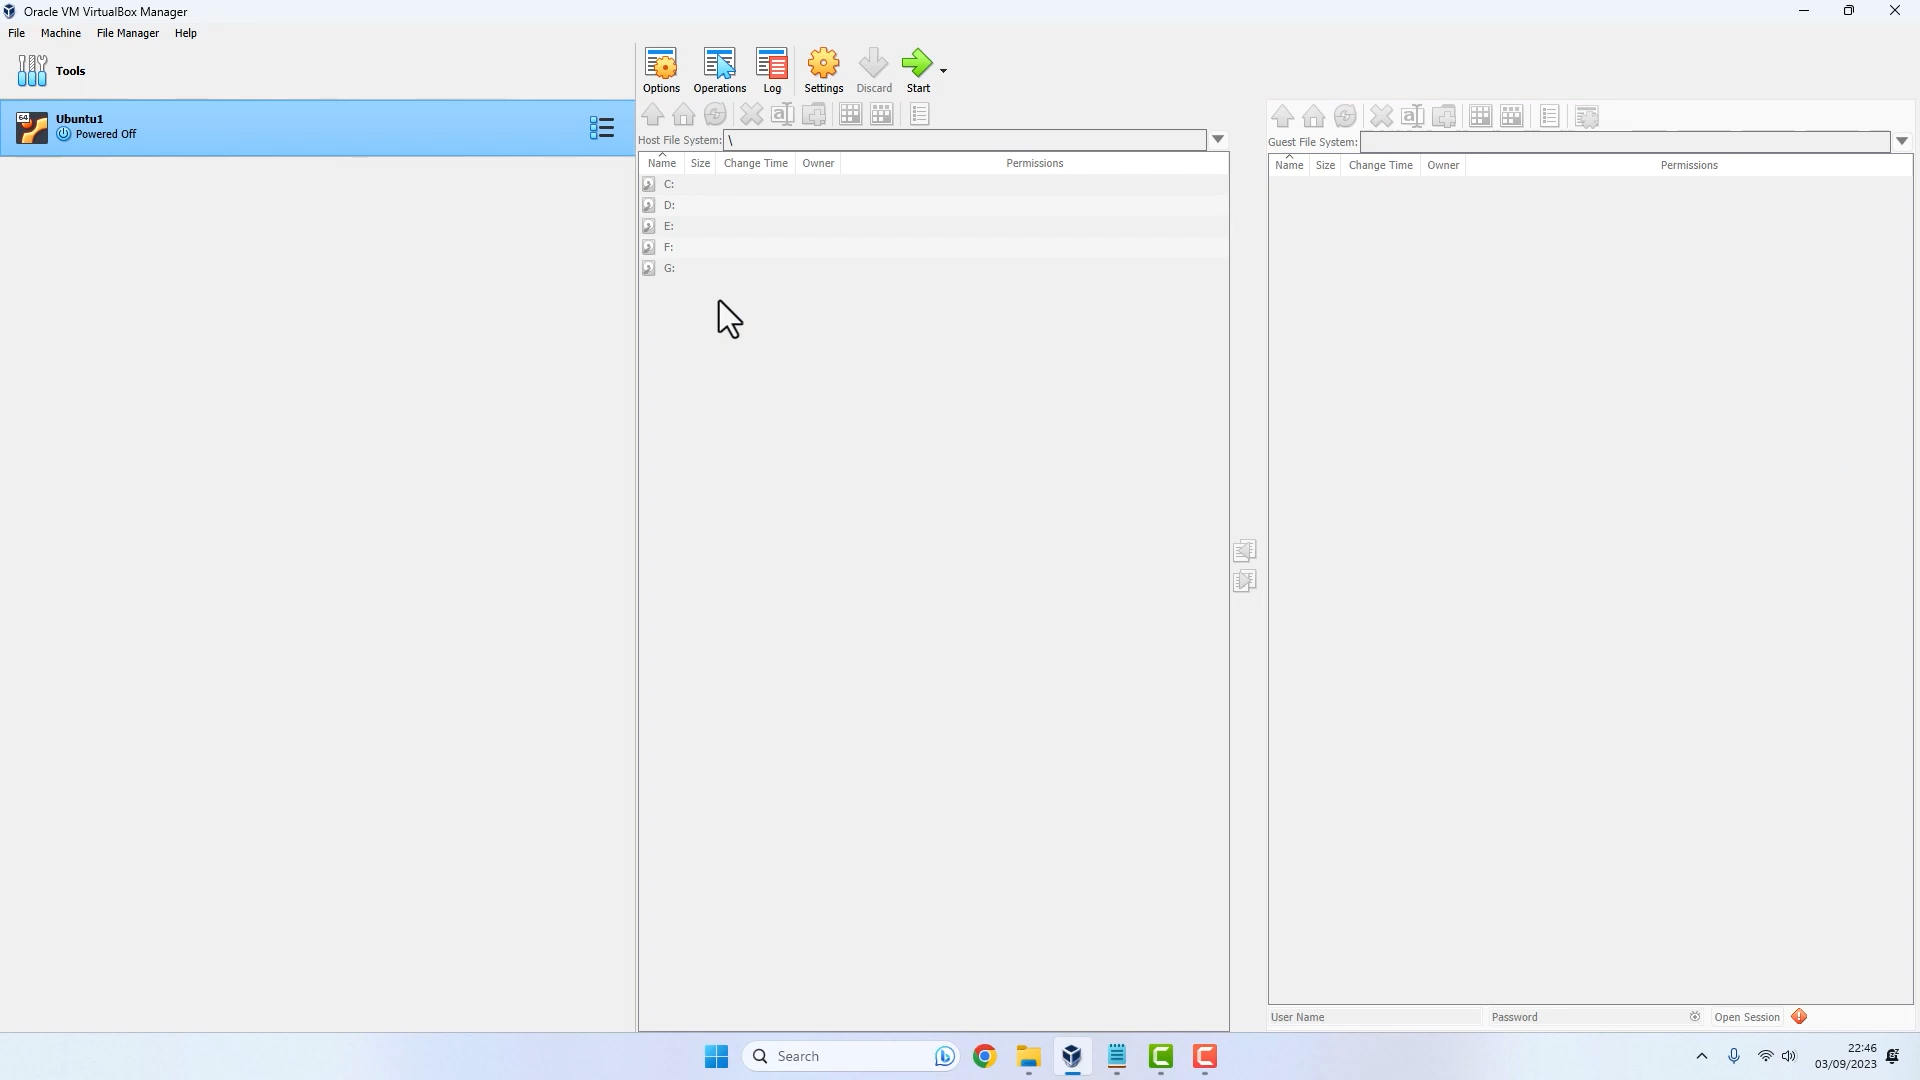 Oracle VM VirtualBox Manager
File Machine File Manager Help
Tools
64
Ubuntu1
Powered Off
Options Operations Log Settings Discard Start
Host File System: \
Name Size Change Time Owner Permissions
C:
D:
E:
F:
G:
Guest File System:
Name Size Change Time Owner Permissions
User Name Password Open Session
Search
22:46
03/09/2023